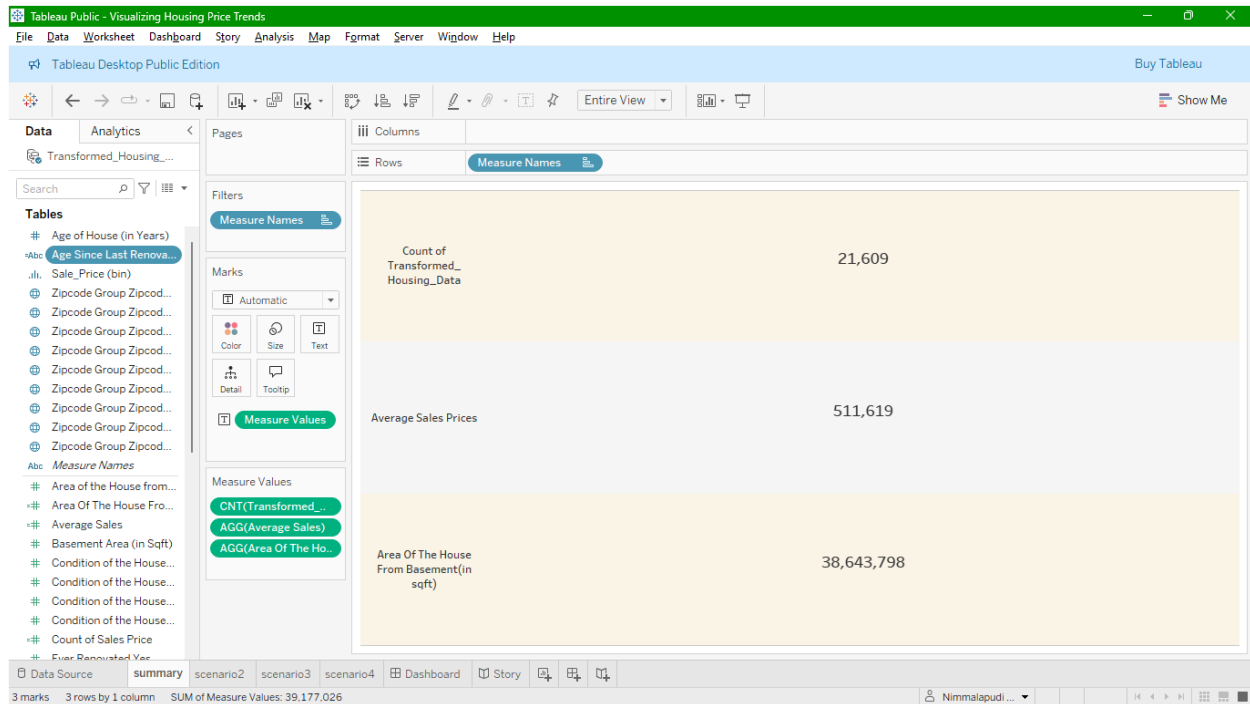 Tableau Public - Visualizing Housing Price Trends
File Data Worksheet Dashboard Story Analysis Map Format Server Window Help
Tableau Desktop Public Edition
Buy Tableau
Entire View
Show Me
Data Analytics
Transformed_Housing_...
Search
Tables
Age of House (in Years)
Abc Age Since Last Renova...
Sale_Price (bin)
Zipcode Group Zipcod...
Zipcode Group Zipcod...
Zipcode Group Zipcod...
Zipcode Group Zipcod...
Zipcode Group Zipcod...
Zipcode Group Zipcod...
Zipcode Group Zipcod...
Zipcode Group Zipcod...
Zipcode Group Zipcod...
Abc Measure Names
Area of the House from...
Area Of The House Fro...
Average Sales
Basement Area (in Sqft)
Condition of the House...
Condition of the House...
Condition of the House...
Condition of the House...
Count of Sales Price
Ever Renovated Yes
Pages
Filters
Measure Names
Marks
Automatic
Color Size Text
Detail Tooltip
Measure Values
Measure Values
CNT(Transformed_..
AGG(Average Sales)
AGG(Area Of The Ho..
Columns
Rows
Measure Names
Count of
Transformed_
Housing_Data
21,609
Average Sales Prices
511,619
Area Of The House
From Basement(in
sqft)
38,643,798
Data Source summary scenario2 scenario3 scenario4 Dashboard Story
3 marks 3 rows by 1 column SUM of Measure Values: 39,177,026
Nimmalapudi ...